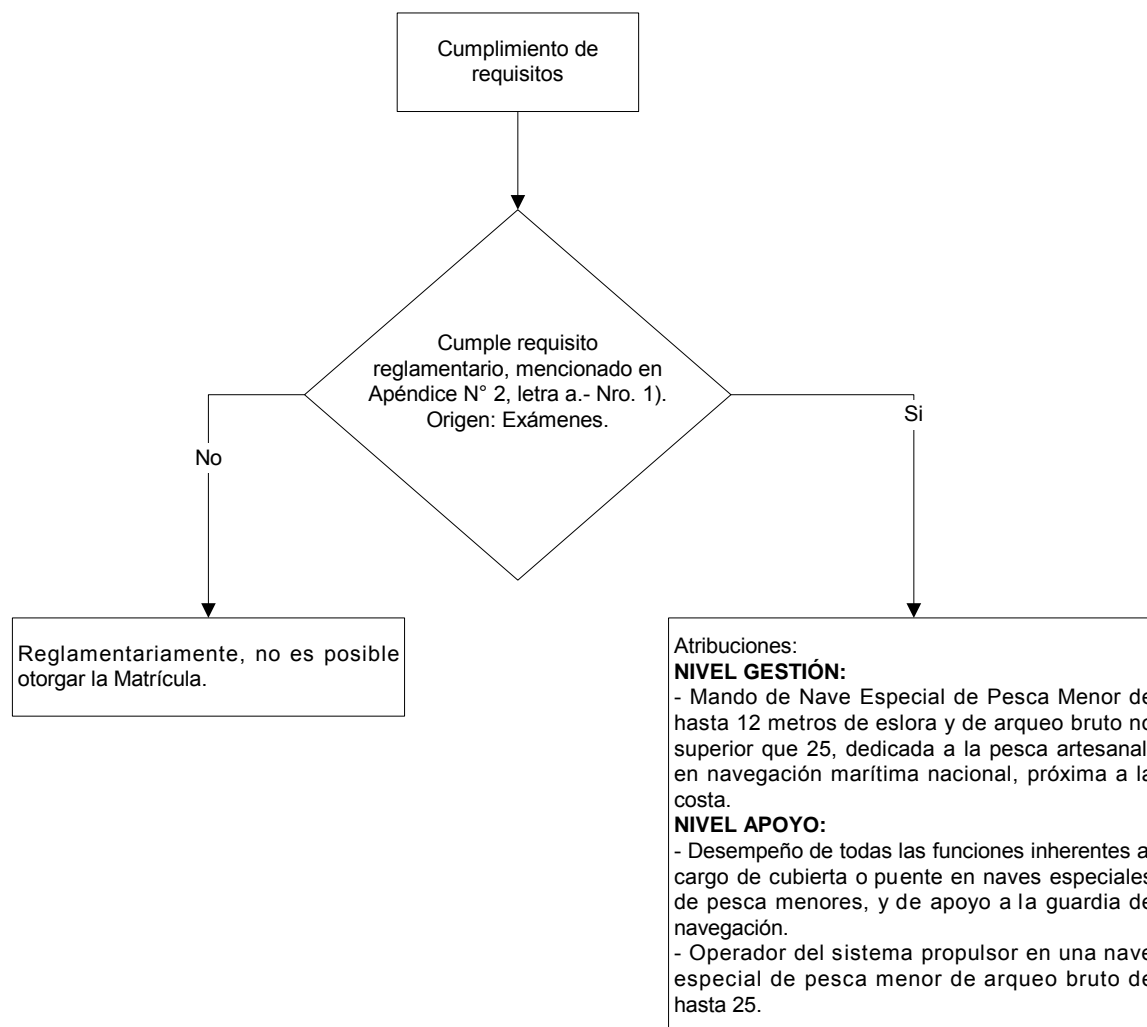 Cumplimiento de
requisitos
Cumple requisito
reglamentario, mencionado en
Apéndice N° 2, letra a.- Nro. 1).
Origen: Exámenes.
No
Si
Reglamentariamente, no es posible
otorgar la Matrícula.
Atribuciones:
NIVEL GESTIÓN:
- Mando de Nave Especial de Pesca Menor de
hasta 12 metros de eslora y de arqueo bruto no
superior que 25, dedicada a la pesca artesanal
en navegación marítima nacional, próxima a la
costa.
NIVEL APOYO:
- Desempeño de todas las funciones inherentes a
cargo de cubierta o puente en naves especiales
de pesca menores, y de apoyo a la guardia de
navegación.
- Operador del sistema propulsor en una nave
especial de pesca menor de arqueo bruto de
hasta 25.